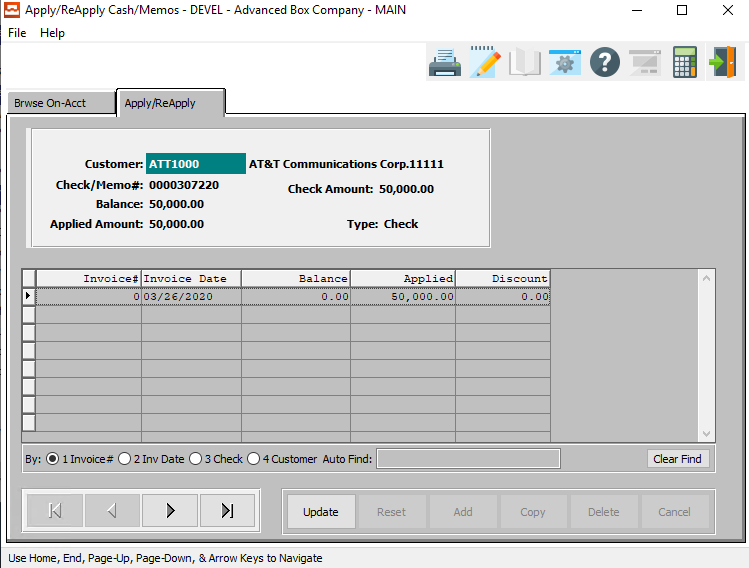 Apply/ReApply Cash/Memos - DEVEL - Advanced Box Company - MAIN
File Help
Brwse On-Acct Apply/ReApply
Customer: ATT1000 AT&T Communications Corp.11111
Check/Memo#: 0000307220 Check Amount: 50,000.00
Balance: 50,000.00
Applied Amount: 50,000.00 Type: Check
Invoice# Invoice Date Balance Applied Discount
0 03/26/2020 0.00 50,000.00 0.00
By: 1 Invoice# 2 Inv Date 3 Check 4 Customer Auto Find: Clear Find
Update Reset Add Copy Delete Cancel
Use Home, End, Page-Up, Page-Down, & Arrow Keys to Navigate